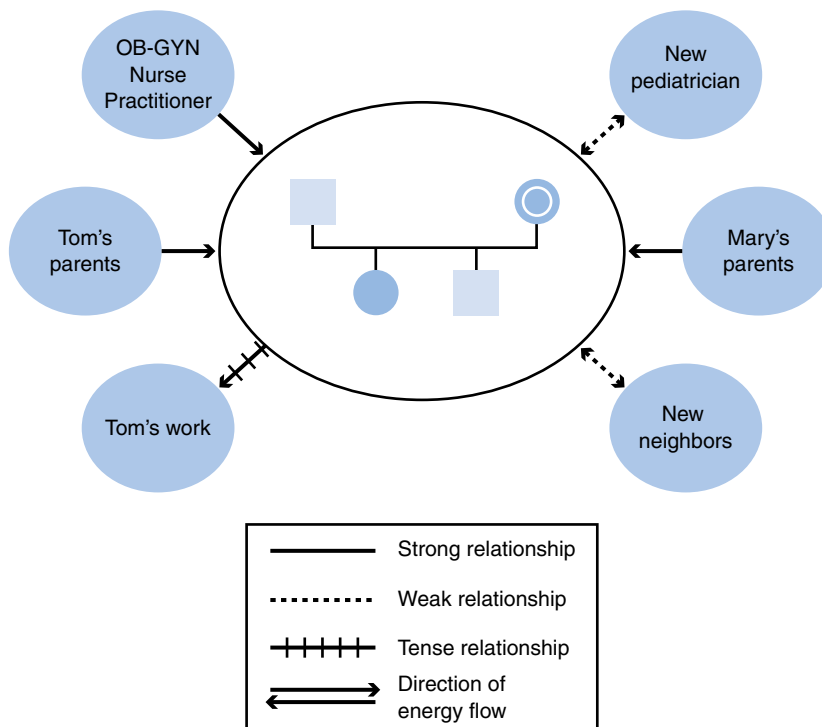 OB-GYN
Nurse
Practitioner
New
pediatrician
Tom's
parents
Mary's
parents
Tom's work
New
neighbors
Strong relationship
Weak relationship
Tense relationship
Direction of
energy flow